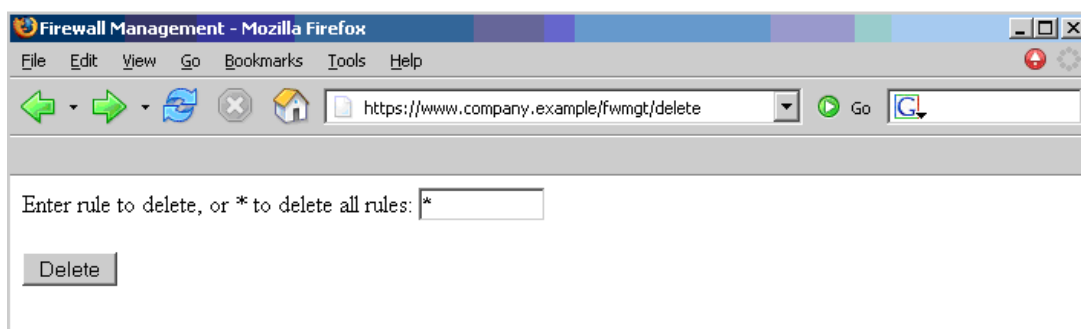 Firewall Management - Mozilla Firefox
File Edit View Go Bookmarks Tools Help
https://www.company.example/fwmgt/delete Go G
Enter rule to delete, or * to delete all rules: *
Delete